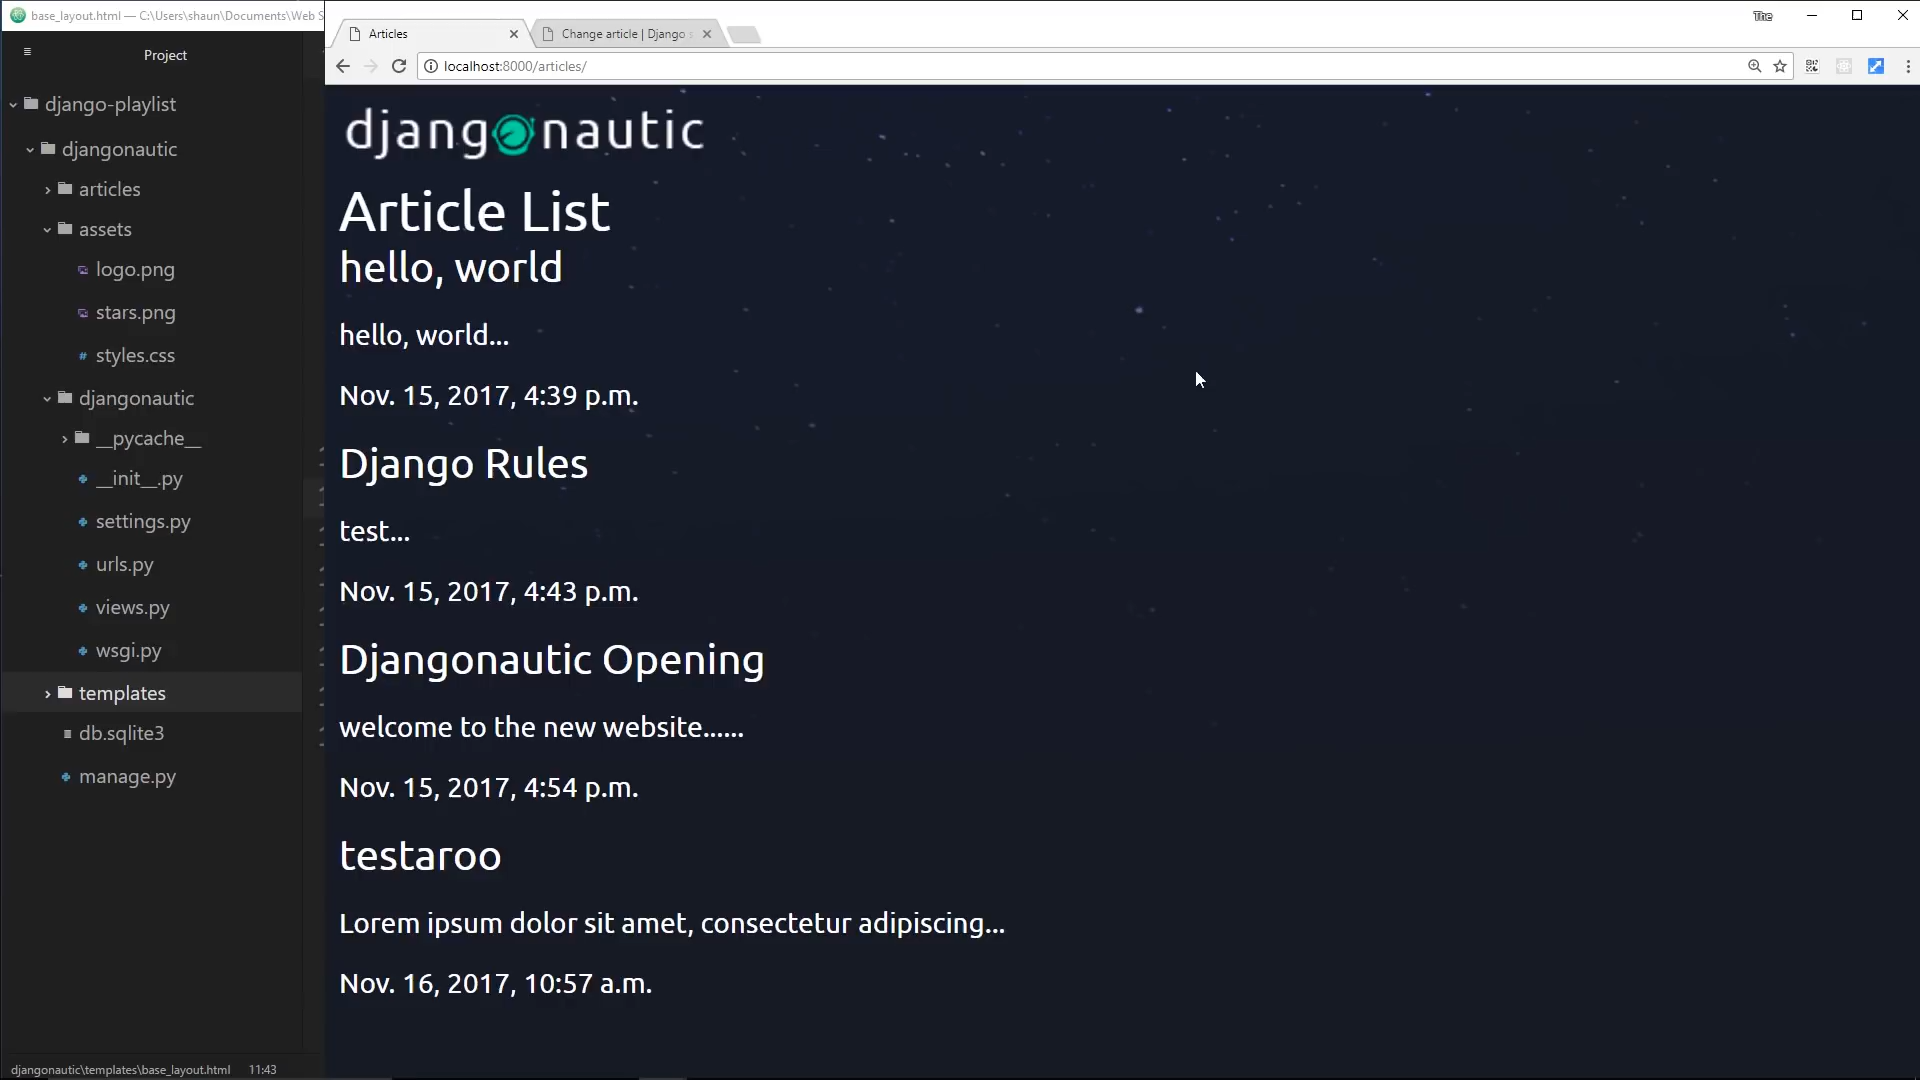 base_layout.html — C:\Users\shaun\Documents\Web S
Project
django-playlist
djangonautic
articles
assets
logo.png
stars.png
# styles.css
djangonautic
__pycache__
__init__.py
settings.py
urls.py
views.py
wsgi.py
templates
db.sqlite3
manage.py
djangonautic\templates\base_layout.html 11:43
Articles
Change article | Django s
The
localhost:8000/articles/
djangonautic
Article List
hello, world
hello, world...
Nov. 15, 2017, 4:39 p.m.
Django Rules
test...
Nov. 15, 2017, 4:43 p.m.
Djangonautic Opening
welcome to the new website......
Nov. 15, 2017, 4:54 p.m.
testaroo
Lorem ipsum dolor sit amet, consectetur adipiscing...
Nov. 16, 2017, 10:57 a.m.